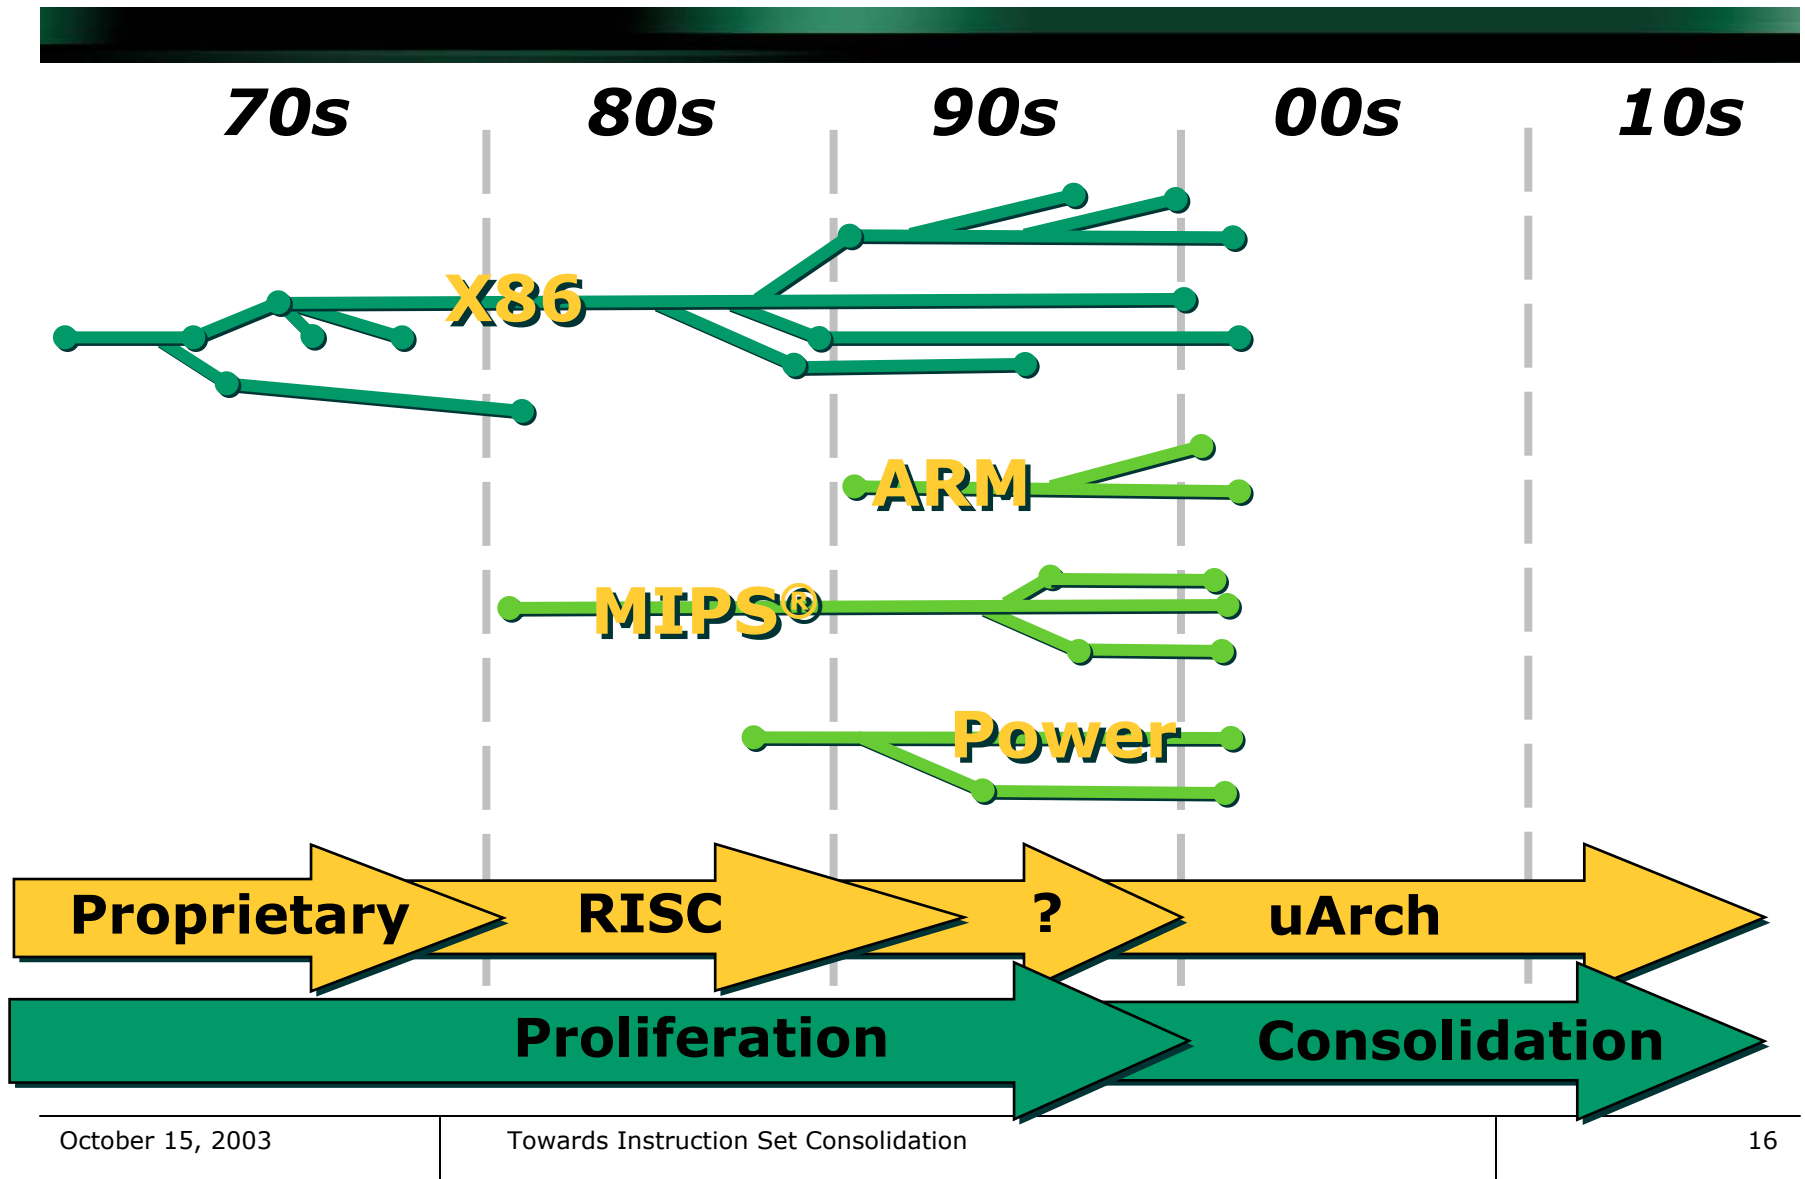 70s 80s 90s 00s 10s
X86
ARM
MIPS®
Power
Proprietary RISC ? uArch
Proliferation Consolidation
October 15, 2003 Towards Instruction Set Consolidation 16